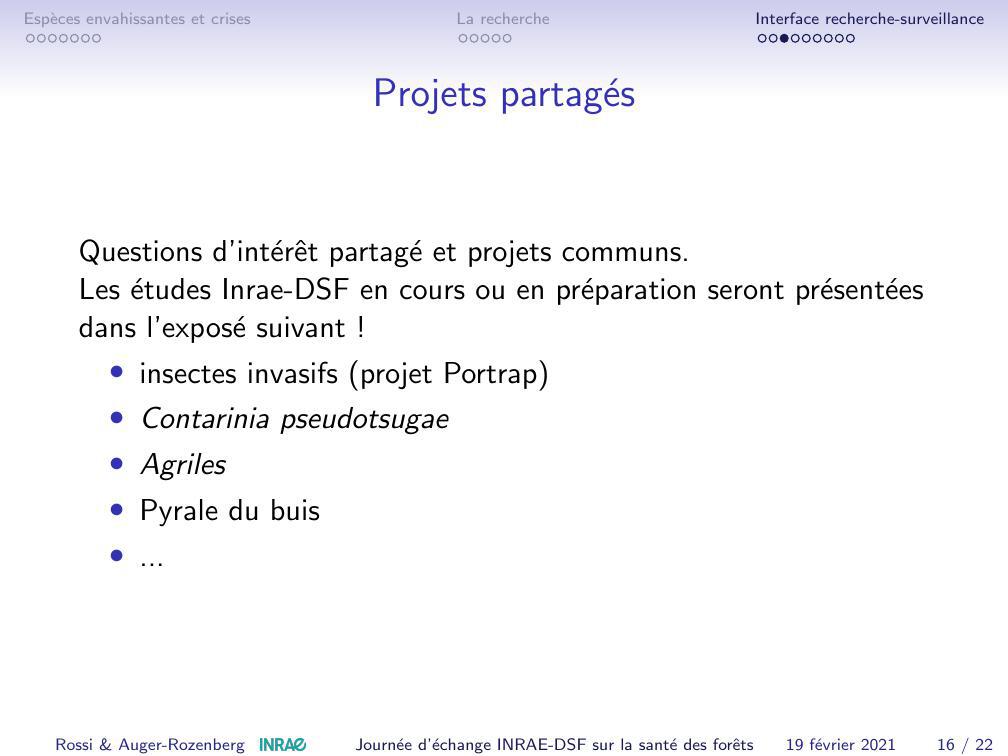 Espèces envahissantes et crises
La recherche
Interface recherche-surveillance
Projets partagés
Questions d'intérêt partagé et projets communs.
Les études Inrae-DSF en cours ou en préparation seront présentées
dans l'exposé suivant !
• insectes invasifs (projet Portrap)
• Contarinia pseudotsugae
• Agriles
• Pyrale du buis
• ...
Rossi & Auger-Rozenberg INRAE Journée d'échange INRAE-DSF sur la santé des forêts 19 février 2021 16 / 22